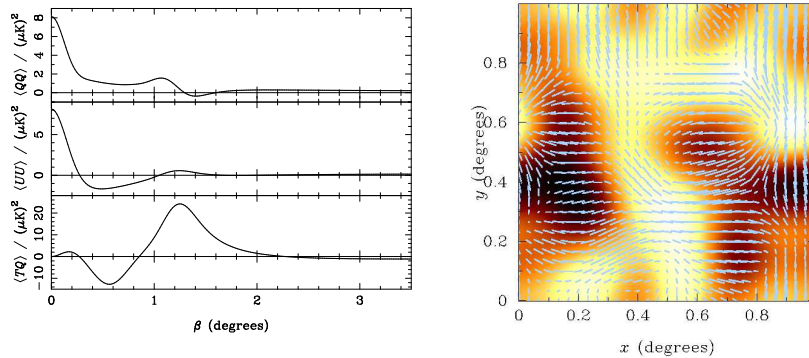 ⟨QQ⟩ / (μK)²
8
6
4
2
0
⟨UU⟩ / (μK)²
5
0
⟨TQ⟩ / (μK)²
20
10
0
−10
0 1 2 3
β (degrees)
y (degrees)
0.8
0.6
0.4
0.2
0
0 0.2 0.4 0.6 0.8
x (degrees)